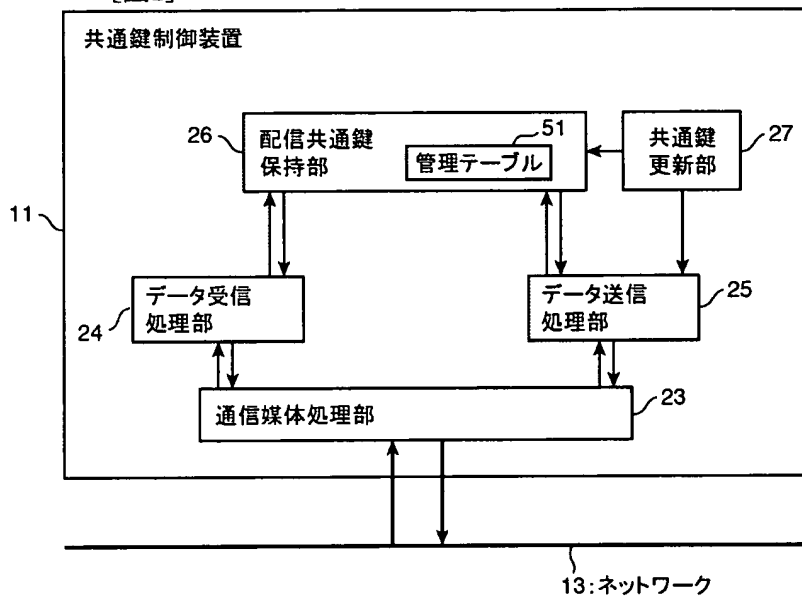 共通鍵制御装置
51
26
配信共通鍵
保持部
管理テーブル
共通鍵
更新部
27
11
24
データ受信
処理部
データ送信
処理部
25
通信媒体処理部
23
13:ネットワーク